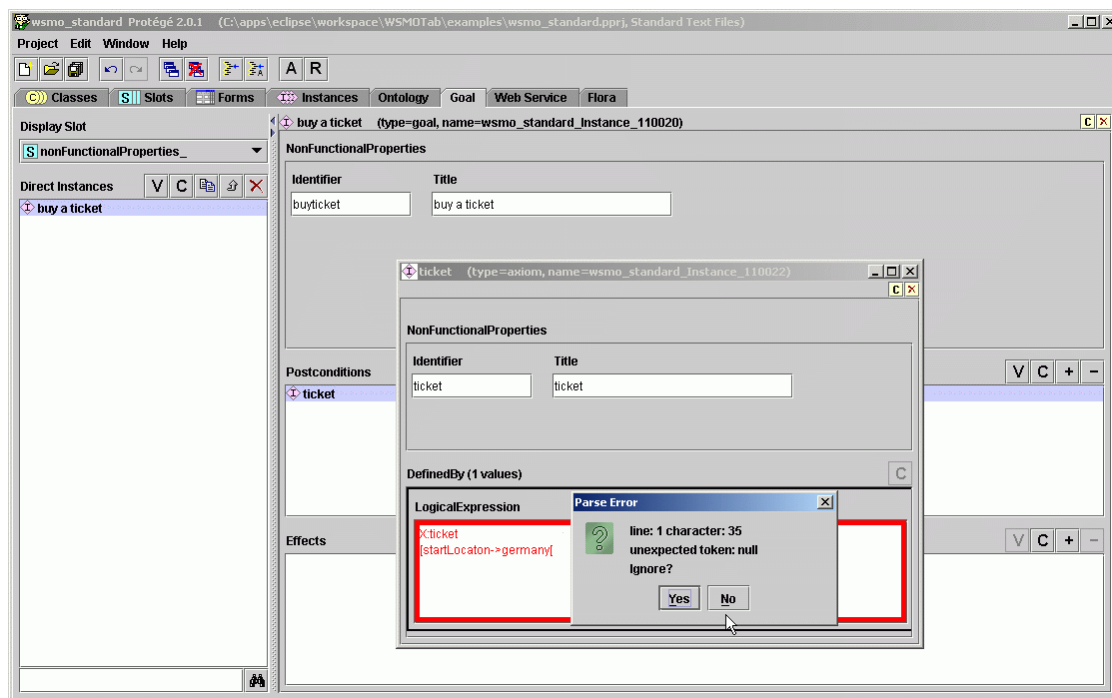 wsmo_standard Protégé 2.0.1 (C:\apps\eclipse\workspace\WSMOTab\examples\wsmo_standard.pprj, Standard Text Files)
Project Edit Window Help
A R
C Classes S Slots Forms I Instances Ontology Goal Web Service Flora
Display Slot
S nonFunctionalProperties_
Direct Instances V C
I buy a ticket
I buy a ticket (type=goal, name=wsmo_standard_Instance_110020) C
NonFunctionalProperties
Identifier Title
buyticket buy a ticket
Postconditions V C + -
I ticket
Effects V C + -
I ticket (type=axiom, name=wsmo_standard_Instance_110022)
C
NonFunctionalProperties
Identifier Title
ticket ticket
DefinedBy (1 values) C
LogicalExpression
X:ticket
[startLocaton->germany[
Parse Error
line: 1 character: 35
unexpected token: null
Ignore?
Yes No